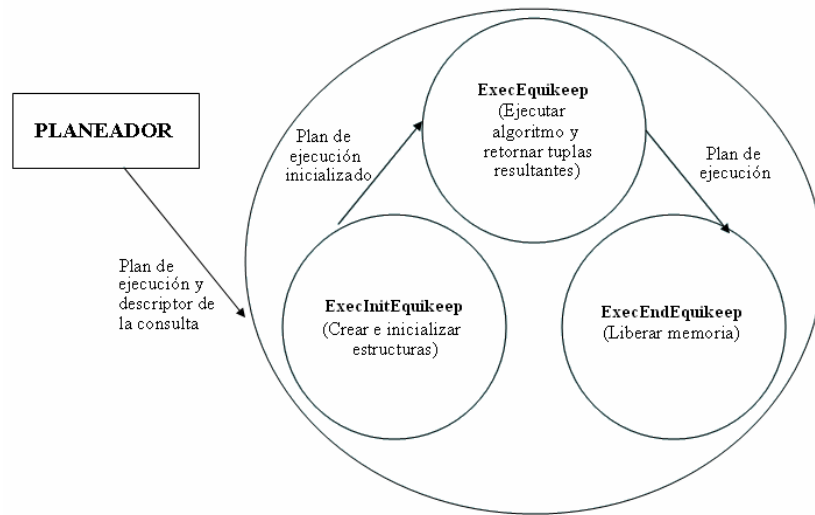 PLANEADOR
Plan de
ejecución y
descriptor de
la consulta
Plan de
ejecución
inicializado
ExecInitEquikeep
(Crear e inicializar
estructuras)
ExecEquikeep
(Ejecutar
algoritmo y
retornar tuplas
resultantes)
Plan de
ejecución
ExecEndEquikeep
(Liberar memoria)